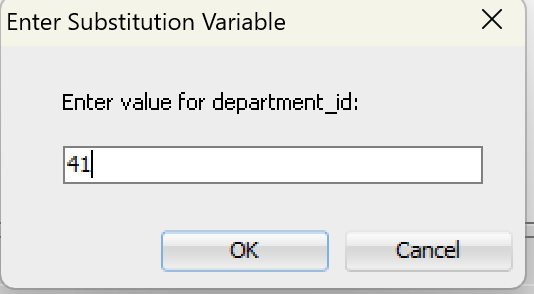 Enter Substitution Variable
Enter value for department_id:
41
OK
Cancel